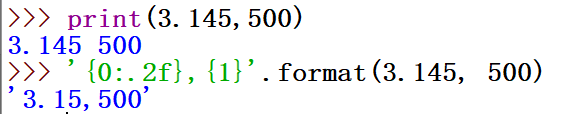 >>> print(3.145,500)
3.145 500
>>> '{0:.2f},{1}'.format(3.145, 500)
'3.15,500'